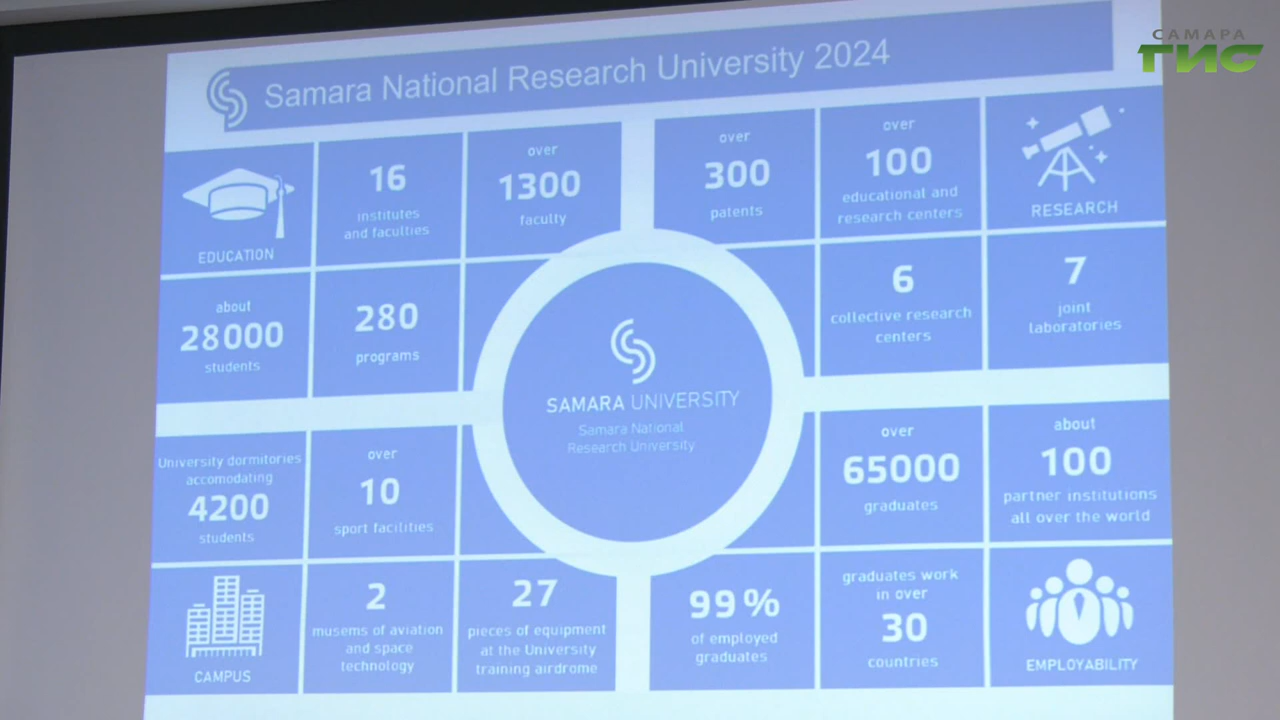 САМАРА
ГИС
Samara National Research University 2024
EDUCATION
16
institutes
and faculties
over
1300
faculty
about
28000
students
280
programs
over
300
patents
over
100
educational and
research centers
RESEARCH
6
collective research
centers
7
joint
laboratories
SAMARA UNIVERSITY
Samara National
Research University
University dormitories
accomodating
4200
students
over
10
sport facilities
CAMPUS
2
musems of aviation
and space
technology
27
pieces of equipment
at the University
training airdrome
over
65000
graduates
about
100
partner institutions
all over the world
99%
of employed
graduates
graduates work
in over
30
countries
EMPLOYABILITY